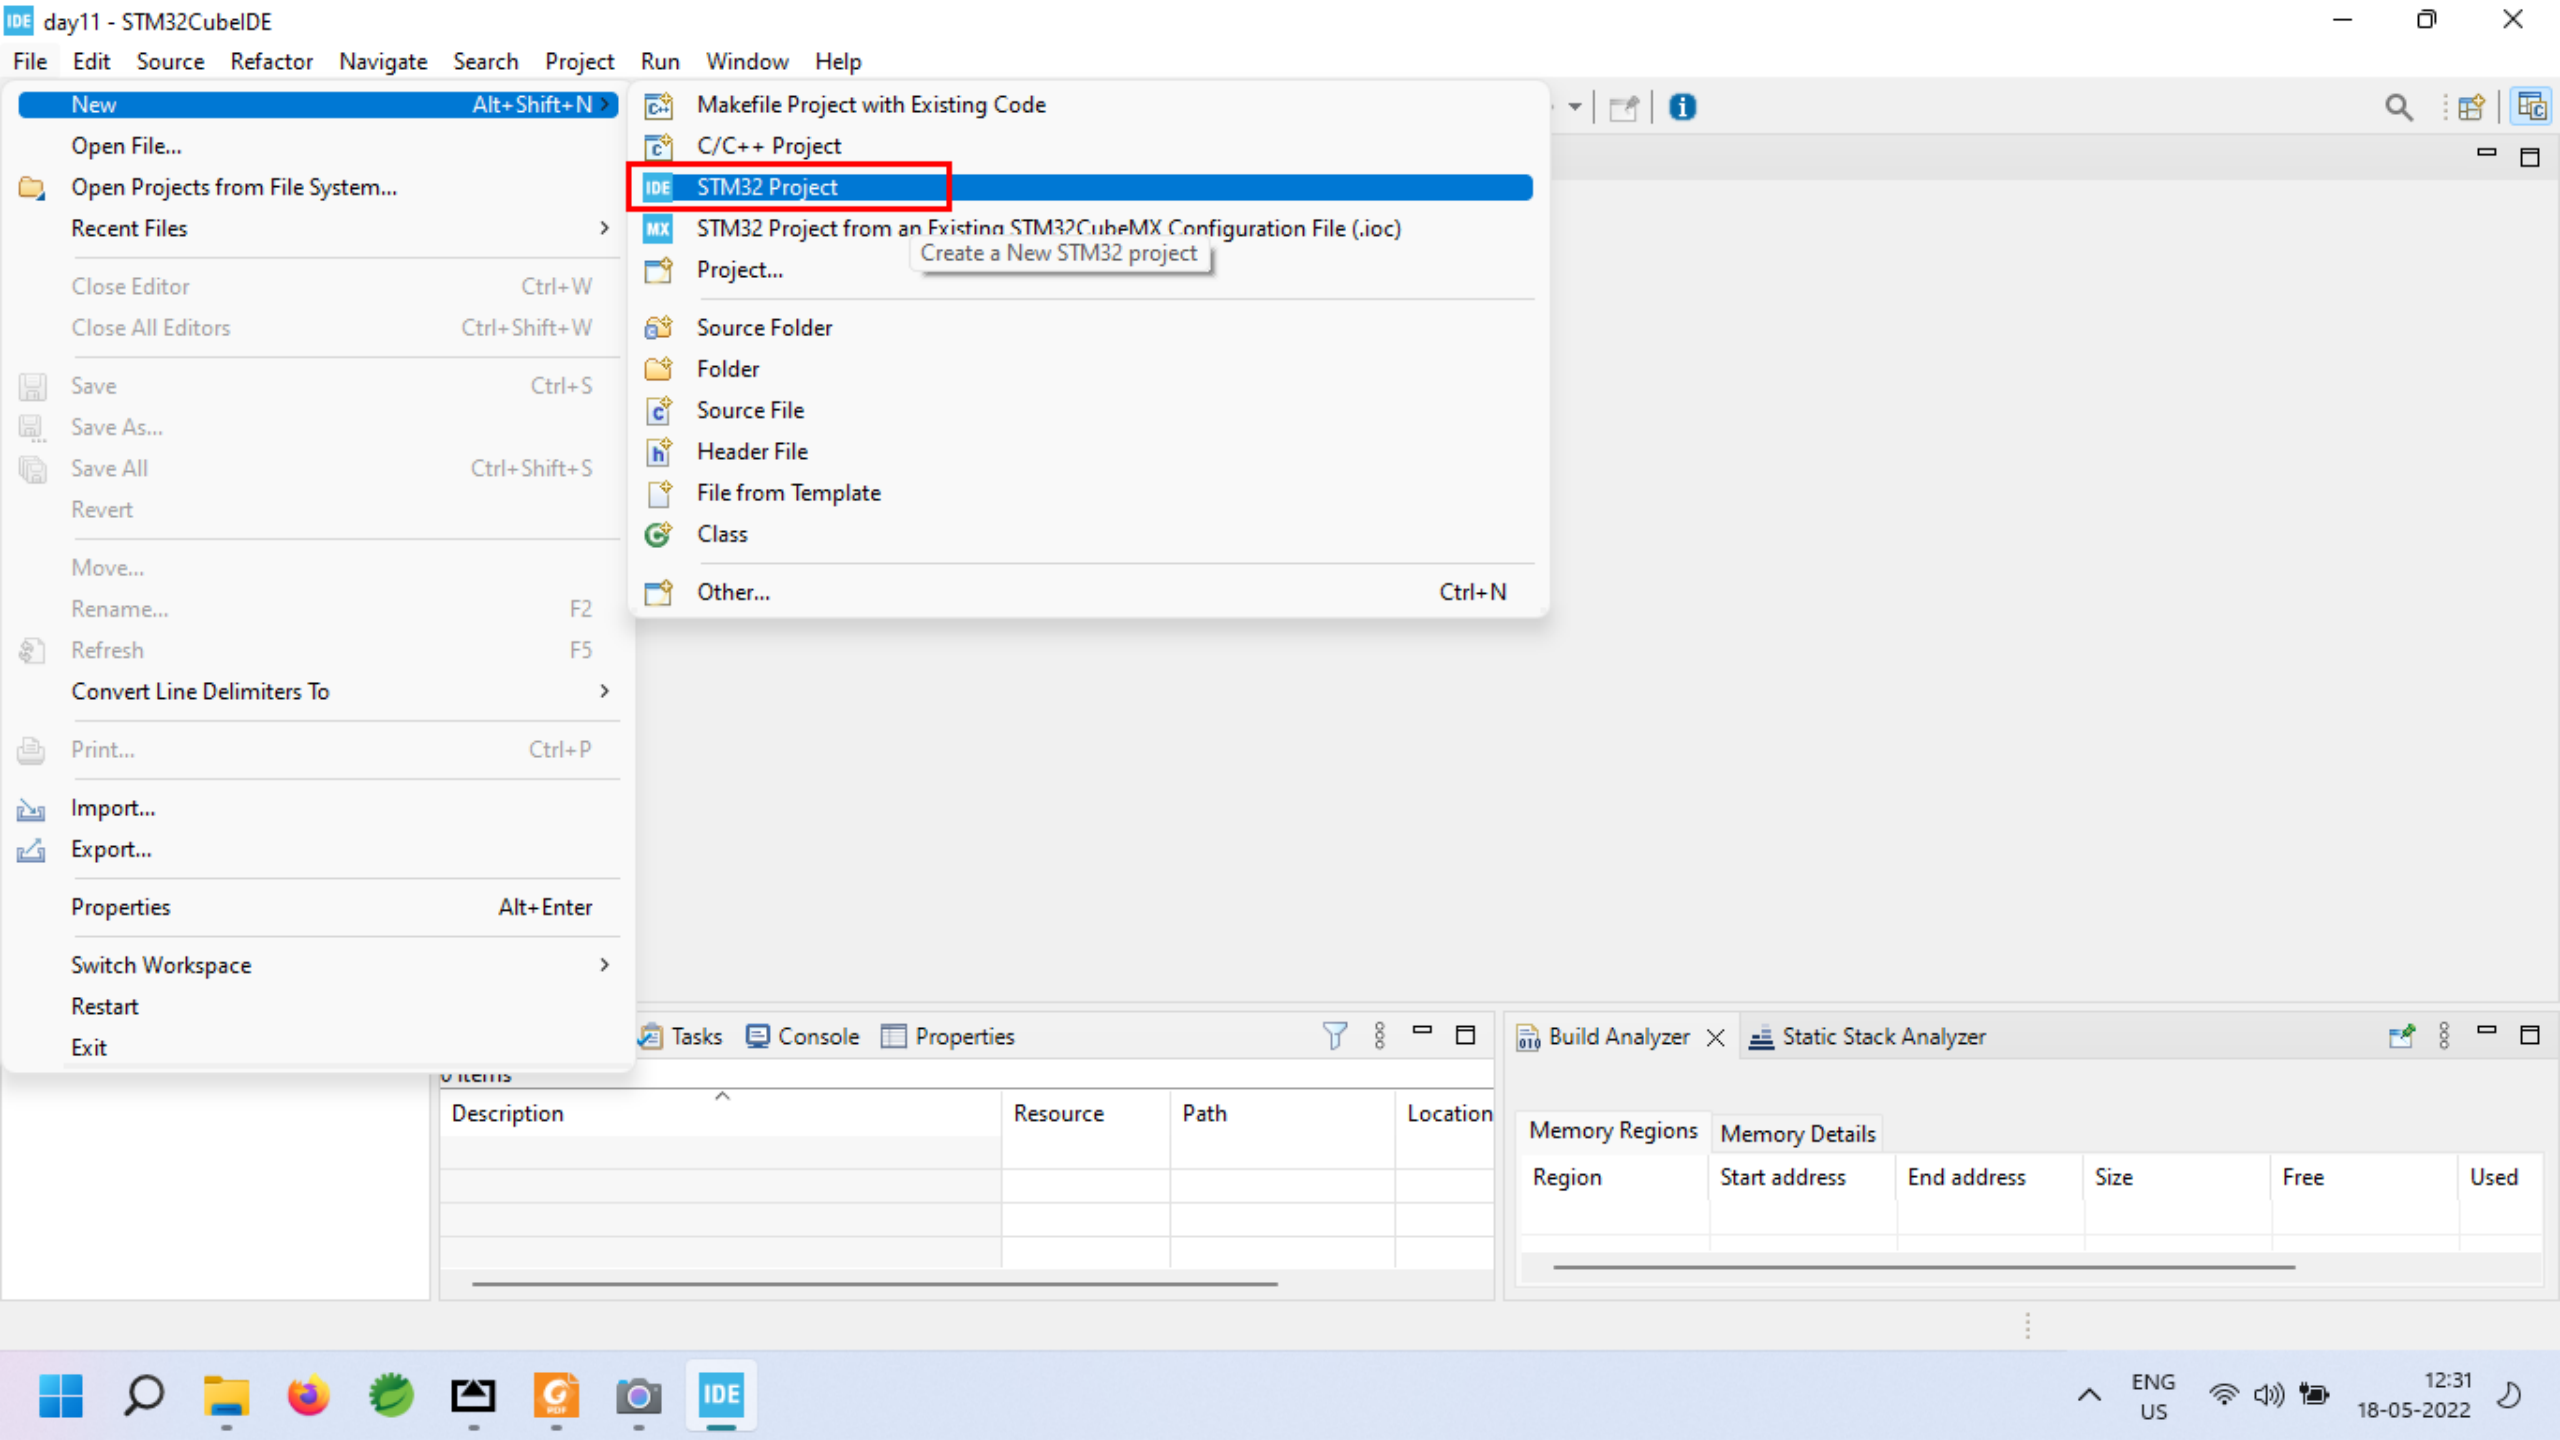 IDE day11 - STM32CubeIDE
File Edit Source Refactor Navigate Search Project Run Window Help
New Alt+Shift+N
Open File...
Open Projects from File System...
Recent Files
Close Editor Ctrl+W
Close All Editors Ctrl+Shift+W
Save Ctrl+S
Save As...
Save All Ctrl+Shift+S
Revert
Move...
Rename... F2
Refresh F5
Convert Line Delimiters To
Print... Ctrl+P
Import...
Export...
Properties Alt+Enter
Switch Workspace
Restart
Exit
Makefile Project with Existing Code
C/C++ Project
IDE STM32 Project
MX STM32 Project from an Existing STM32CubeMX Configuration File (.ioc)
Create a New STM32 project
Project...
Source Folder
Folder
Source File
Header File
File from Template
Class
Other... Ctrl+N
Tasks Console Properties
0 items
Description Resource Path Location
Build Analyzer Static Stack Analyzer
Memory Regions Memory Details
Region Start address End address Size Free Used
IDE
ENG
US
12:31
18-05-2022